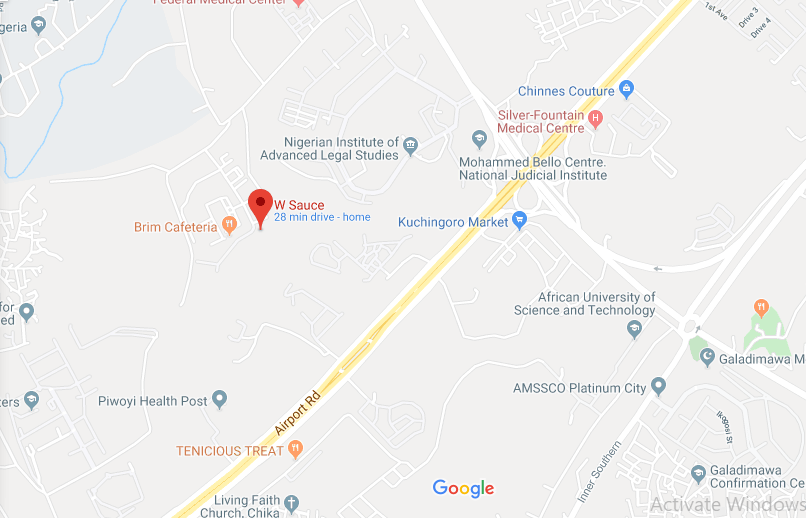 Federal Medical Center
geria
1st Ave
Drive 3
Drive 4
Chinnes Couture
Silver-Fountain
Medical Centre
Nigerian Institute of
Advanced Legal Studies
Mohammed Bello Centre.
National Judicial Institute
W Sauce
28 min drive - home
Brim Cafeteria
Kuchingoro Market
African University of
Science and Technology
for
ed
Galadimawa M
AMSSCO Platinum City
ters
Piwoyi Health Post
Airport Rd
Ikogosi St
TENICIOUS TREAT
Inner Southern
Galadimawa
Confirmation Ce
Google
Living Faith
Church, Chika
Activate Windows